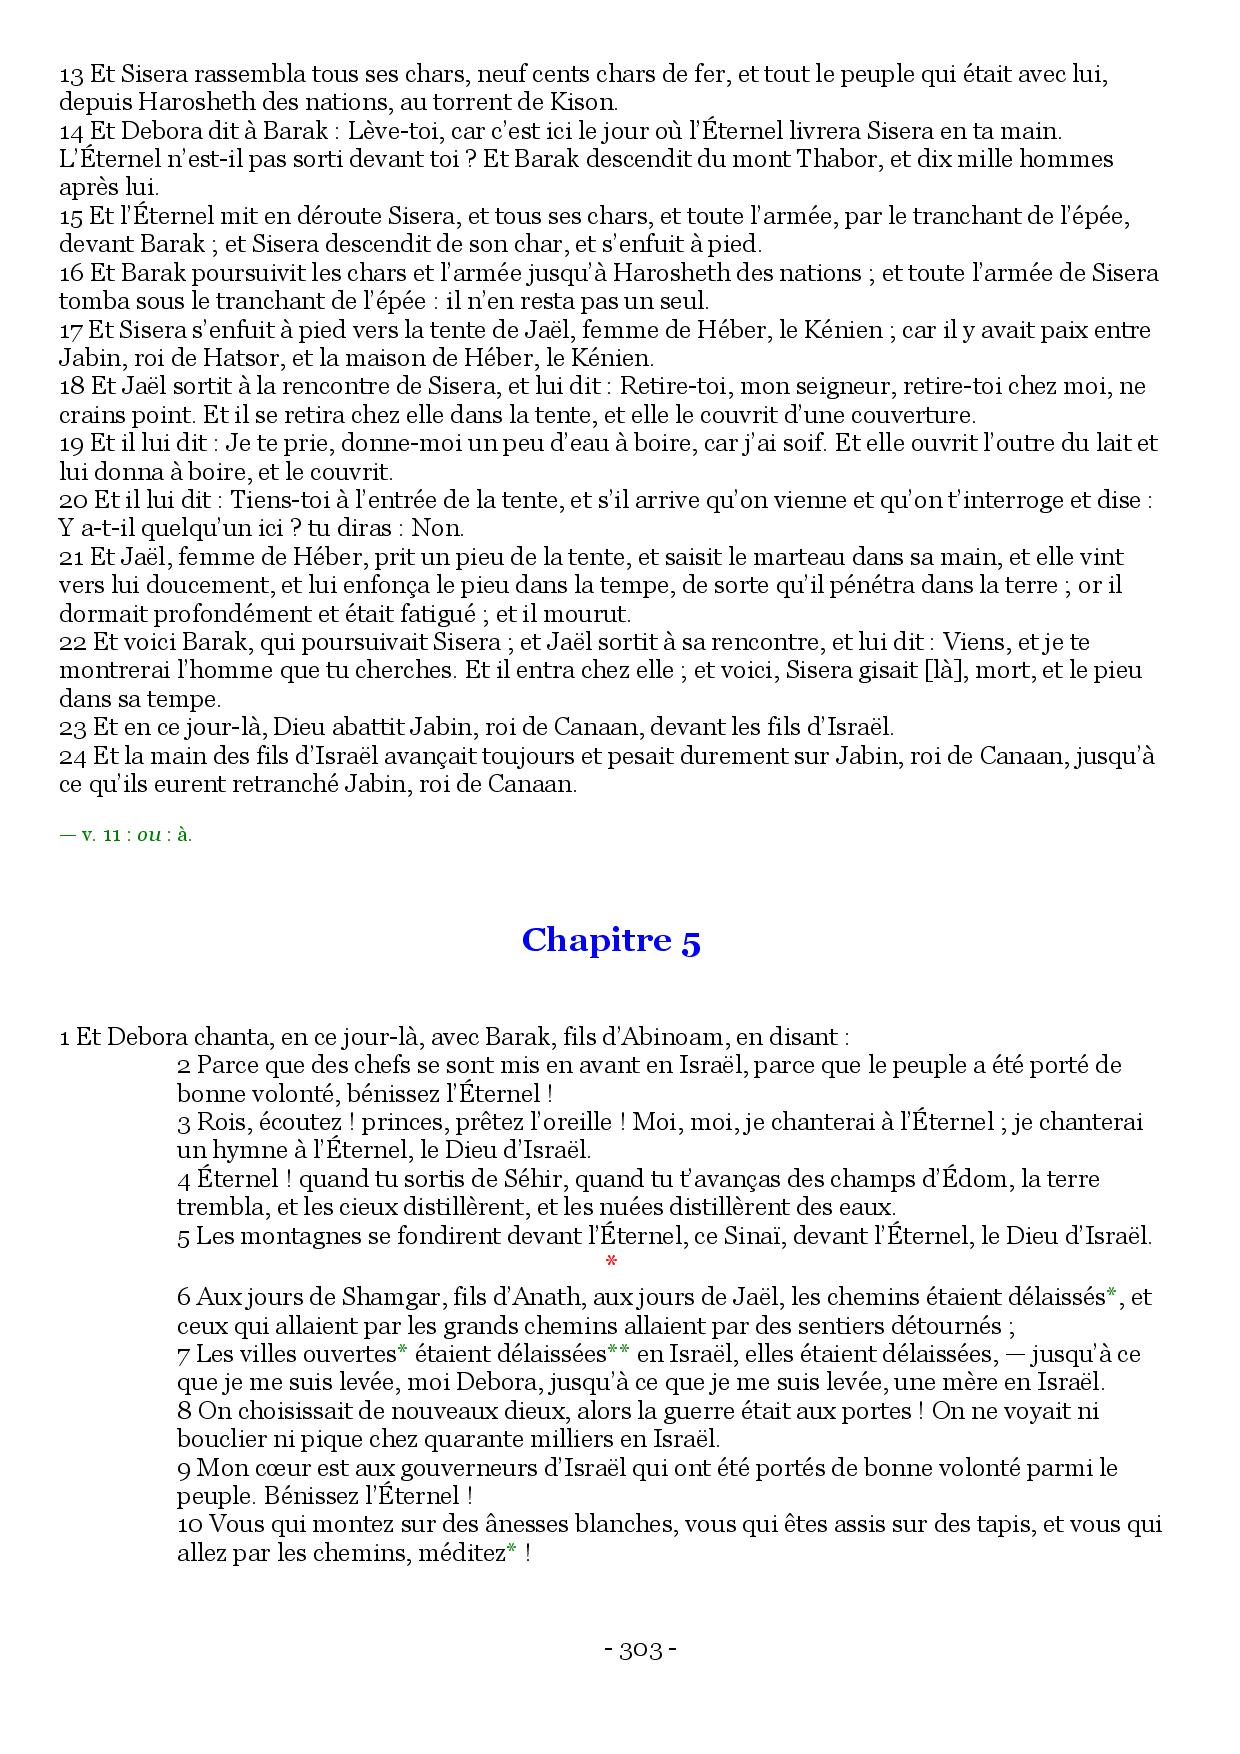 13 Et Sisera rassembla tous ses chars, neuf cents chars de fer, et tout le peuple qui était avec lui,
depuis Harosheth des nations, au torrent de Kison.
14 Et Debora dit à Barak : Lève-toi, car c’est ici le jour où l’Éternel livrera Sisera en ta main.
L’Éternel n’est-il pas sorti devant toi ? Et Barak descendit du mont Thabor, et dix mille hommes
après lui.
15 Et l’Éternel mit en déroute Sisera, et tous ses chars, et toute l’armée, par le tranchant de l’épée,
devant Barak ; et Sisera descendit de son char, et s’enfuit à pied.
16 Et Barak poursuivit les chars et l’armée jusqu’à Harosheth des nations ; et toute l’armée de Sisera
tomba sous le tranchant de l’épée : il n’en resta pas un seul.
17 Et Sisera s’enfuit à pied vers la tente de Jaël, femme de Héber, le Kénien ; car il y avait paix entre
Jabin, roi de Hatsor, et la maison de Héber, le Kénien.
18 Et Jaël sortit à la rencontre de Sisera, et lui dit : Retire-toi, mon seigneur, retire-toi chez moi, ne
crains point. Et il se retira chez elle dans la tente, et elle le couvrit d’une couverture.
19 Et il lui dit : Je te prie, donne-moi un peu d’eau à boire, car j’ai soif. Et elle ouvrit l’outre du lait et
lui donna à boire, et le couvrit.
20 Et il lui dit : Tiens-toi à l’entrée de la tente, et s’il arrive qu’on vienne et qu’on t’interroge et dise :
Y a-t-il quelqu’un ici ? tu diras : Non.
21 Et Jaël, femme de Héber, prit un pieu de la tente, et saisit le marteau dans sa main, et elle vint
vers lui doucement, et lui enfonça le pieu dans la tempe, de sorte qu’il pénétra dans la terre ; or il
dormait profondément et était fatigué ; et il mourut.
22 Et voici Barak, qui poursuivait Sisera ; et Jaël sortit à sa rencontre, et lui dit : Viens, et je te
montrerai l’homme que tu cherches. Et il entra chez elle ; et voici, Sisera gisait [là], mort, et le pieu
dans sa tempe.
23 Et en ce jour-là, Dieu abattit Jabin, roi de Canaan, devant les fils d’Israël.
24 Et la main des fils d’Israël avançait toujours et pesait durement sur Jabin, roi de Canaan, jusqu’à
ce qu’ils eurent retranché Jabin, roi de Canaan.
— v. 11 : ou : à.
Chapitre 5
1 Et Debora chanta, en ce jour-là, avec Barak, fils d’Abinoam, en disant :
2 Parce que des chefs se sont mis en avant en Israël, parce que le peuple a été porté de
bonne volonté, bénissez l’Éternel !
3 Rois, écoutez ! princes, prêtez l’oreille ! Moi, moi, je chanterai à l’Éternel ; je chanterai
un hymne à l’Éternel, le Dieu d’Israël.
4 Éternel ! quand tu sortis de Séhir, quand tu t’avanças des champs d’Édom, la terre
trembla, et les cieux distillèrent, et les nuées distillèrent des eaux.
5 Les montagnes se fondirent devant l’Éternel, ce Sinaï, devant l’Éternel, le Dieu d’Israël.
*
6 Aux jours de Shamgar, fils d’Anath, aux jours de Jaël, les chemins étaient délaissés*, et
ceux qui allaient par les grands chemins allaient par des sentiers détournés ;
7 Les villes ouvertes* étaient délaissées** en Israël, elles étaient délaissées, — jusqu’à ce
que je me suis levée, moi Debora, jusqu’à ce que je me suis levée, une mère en Israël.
8 On choisissait de nouveaux dieux, alors la guerre était aux portes ! On ne voyait ni
bouclier ni pique chez quarante milliers en Israël.
9 Mon cœur est aux gouverneurs d’Israël qui ont été portés de bonne volonté parmi le
peuple. Bénissez l’Éternel !
10 Vous qui montez sur des ânesses blanches, vous qui êtes assis sur des tapis, et vous qui
allez par les chemins, méditez* !
- 303 -